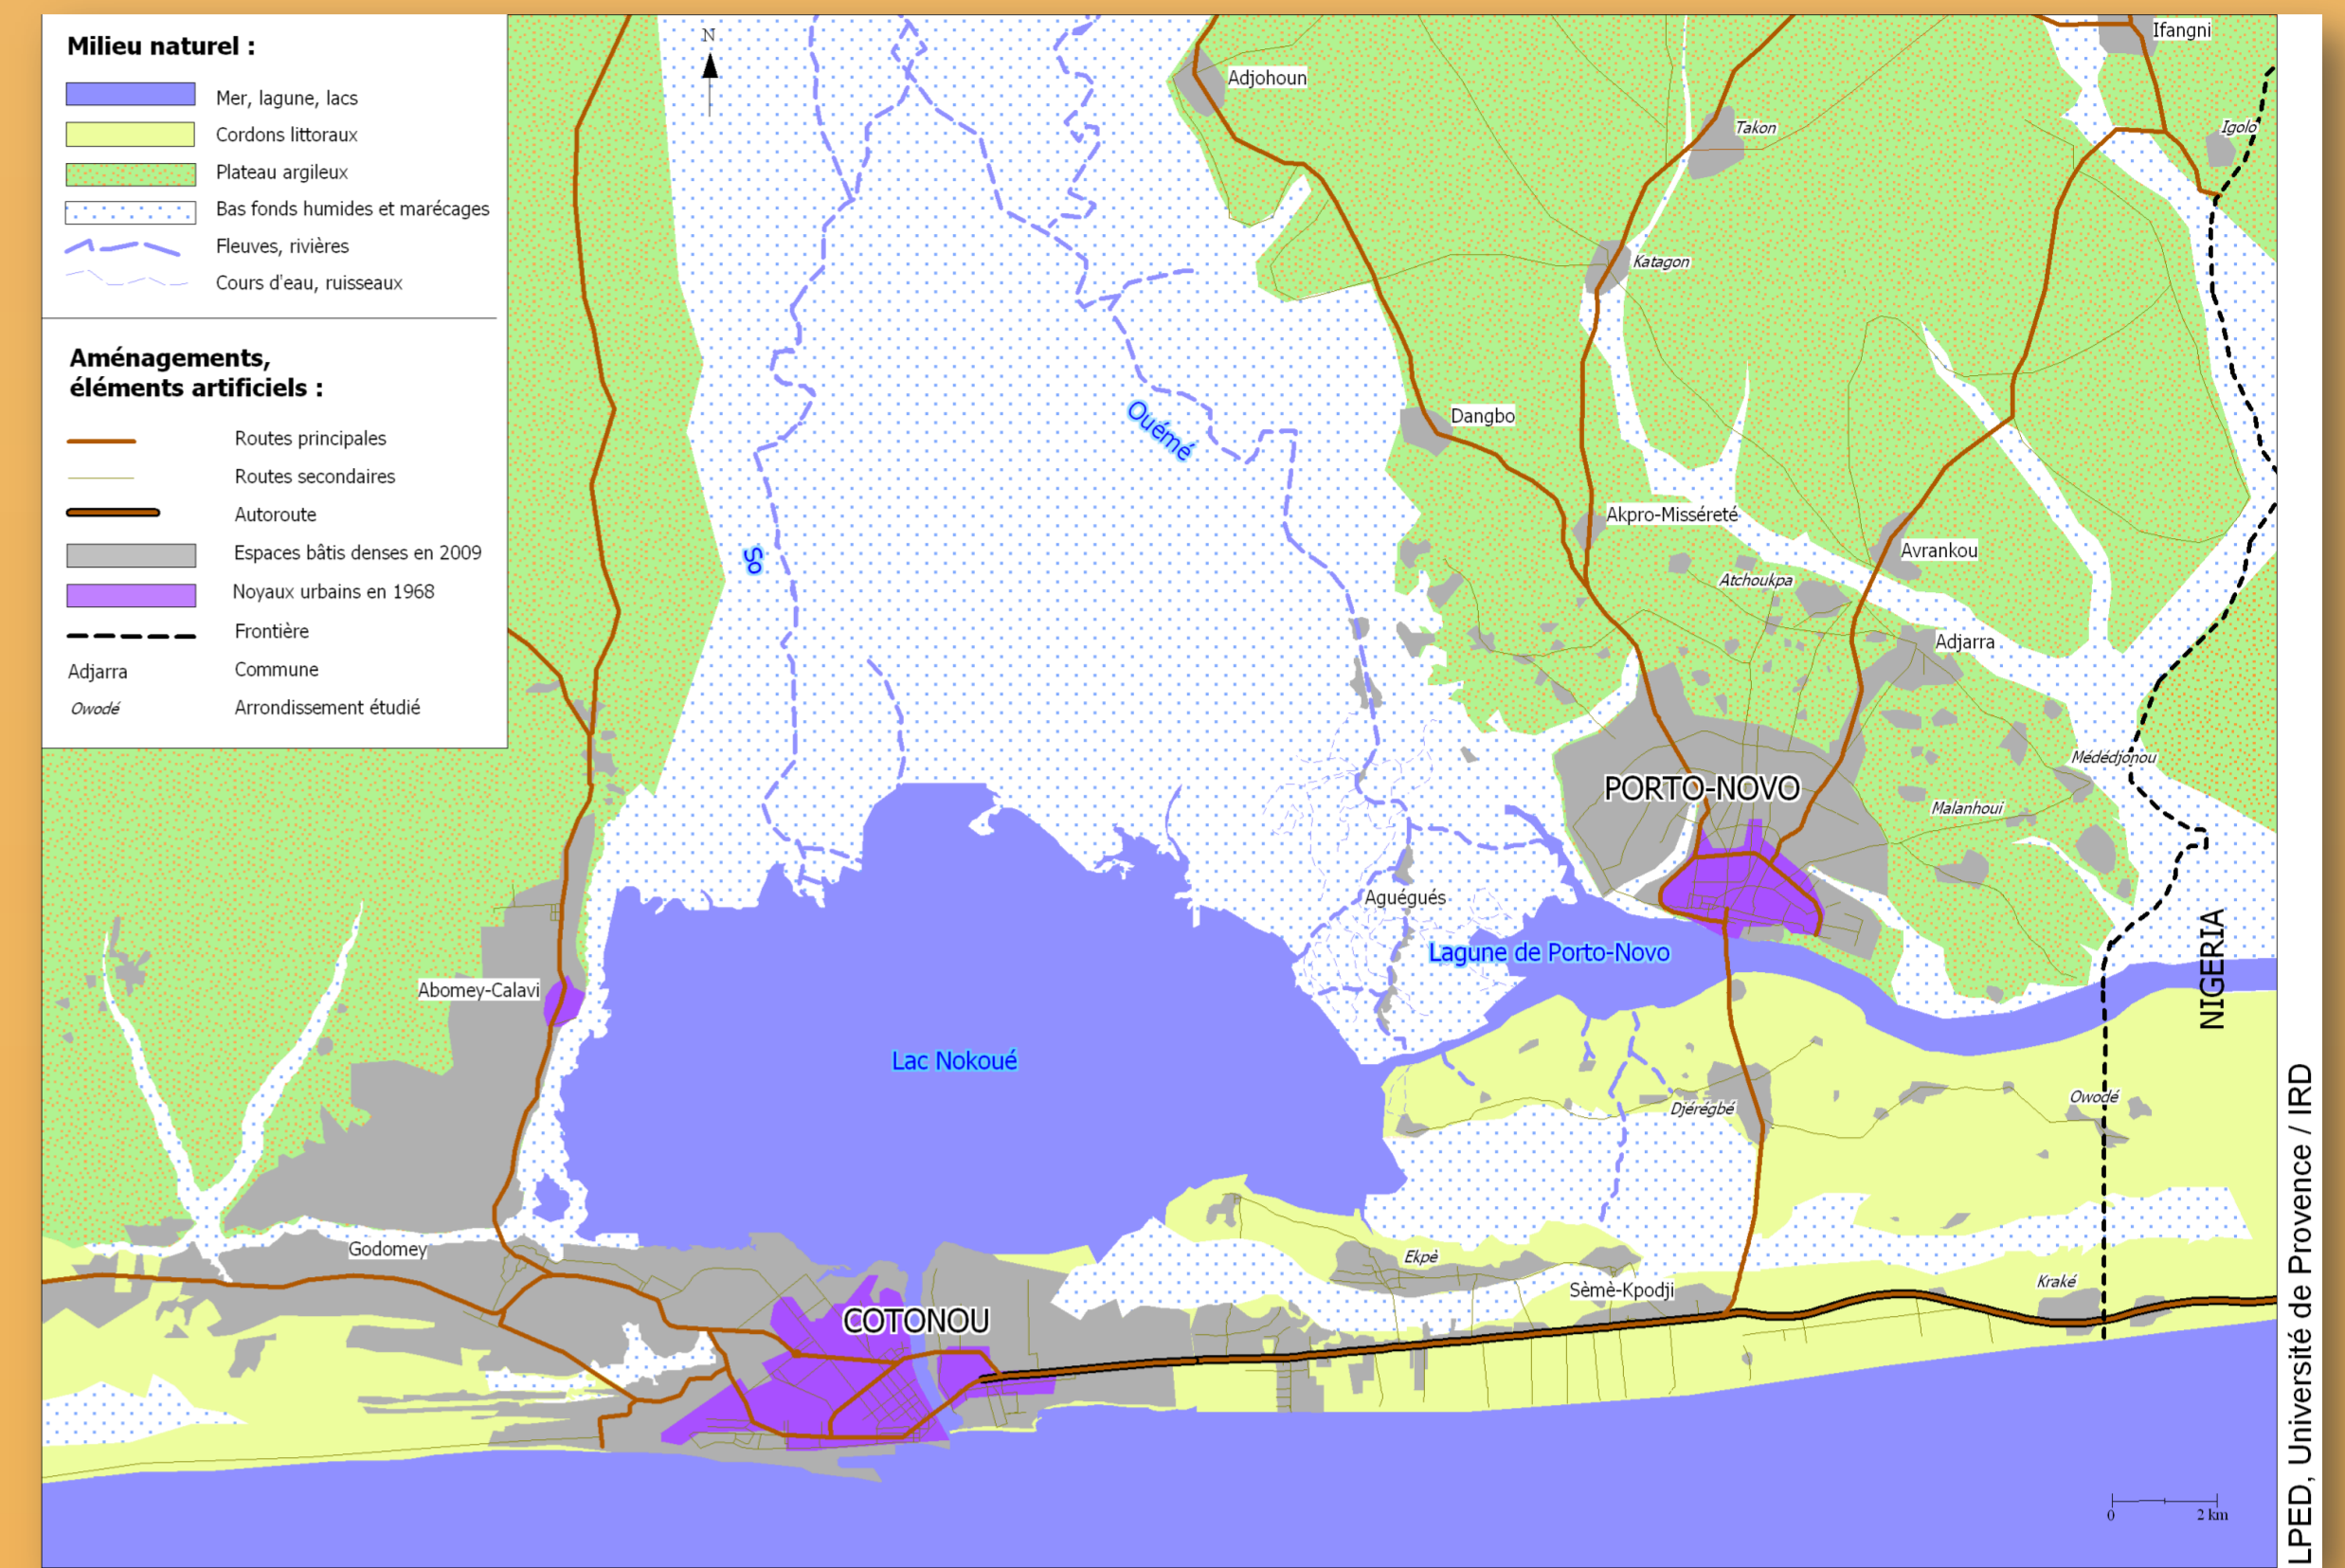 Milieu naturel :
Mer, lagune, lacs
Cordons littoraux
Plateau argileux
Bas fonds humides et marécages
Fleuves, rivières
Cours d'eau, ruisseaux
Aménagements,
éléments artificiels :
Routes principales
Routes secondaires
Autoroute
Espaces bâtis denses en 2009
Noyaux urbains en 1968
Frontière
Adjarra Commune
Owodé Arrondissement étudié
N
Ifangni
Adjohoun
Takon
Igolo
Katagon
Ouémé
Dangbo
Akpro-Misséreté
So
Avrankou
Atchoukpa
Adjarra
Médédjonou
PORTO-NOVO
Malanhoui
Aguégués
Lagune de Porto-Novo
NIGERIA
Abomey-Calavi
Lac Nokoué
Owodé
Djérégbé
Godomey
Ekpè
Sèmè-Kpodji
Kraké
COTONOU
0 2 km
LPED, Université de Provence / IRD